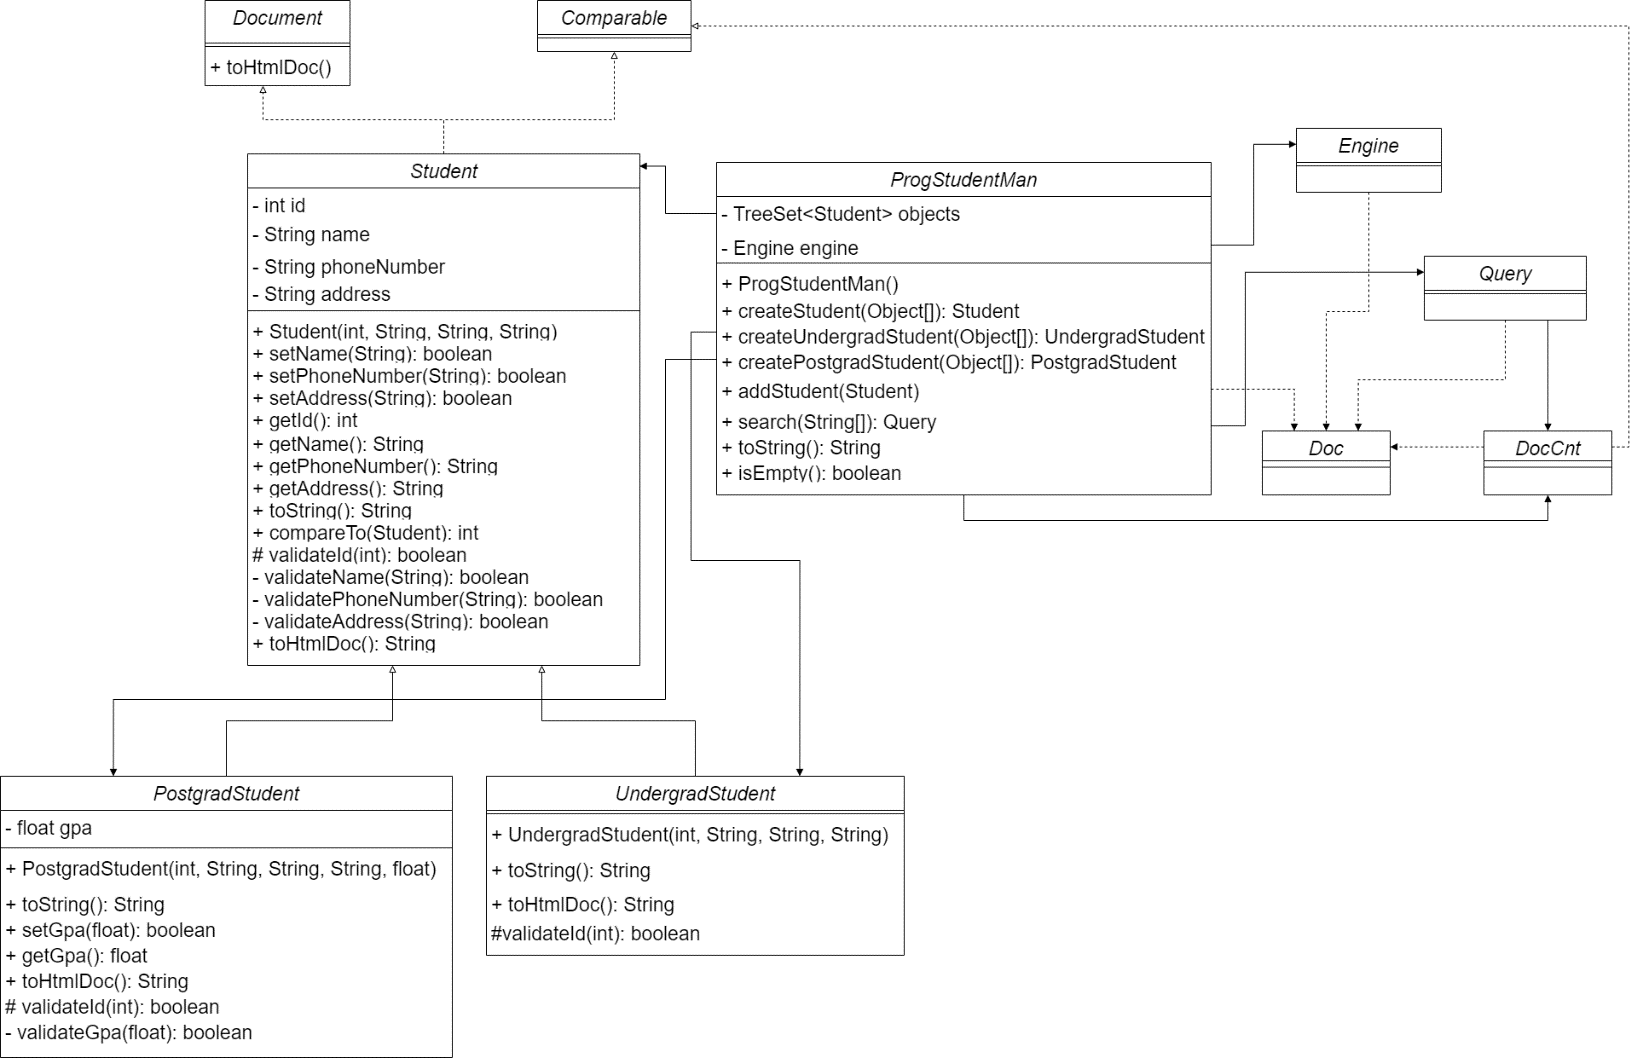 Document
+ toHtmlDoc()
Comparable
Student
- int id
- String name
- String phoneNumber
- String address
+ Student(int, String, String, String)
+ setName(String): boolean
+ setPhoneNumber(String): boolean
+ setAddress(String): boolean
+ getId(): int
+ getName(): String
+ getPhoneNumber(): String
+ getAddress(): String
+ toString(): String
+ compareTo(Student): int
# validateId(int): boolean
- validateName(String): boolean
- validatePhoneNumber(String): boolean
- validateAddress(String): boolean
+ toHtmlDoc(): String
ProgStudentMan
- TreeSet<Student> objects
- Engine engine
+ ProgStudentMan()
+ createStudent(Object[]): Student
+ createUndergradStudent(Object[]): UndergradStudent
+ createPostgradStudent(Object[]): PostgradStudent
+ addStudent(Student)
+ search(String[]): Query
+ toString(): String
+ isEmpty(): boolean
Engine
Query
Doc
DocCnt
PostgradStudent
- float gpa
+ PostgradStudent(int, String, String, String, float)
+ toString(): String
+ setGpa(float): boolean
+ getGpa(): float
+ toHtmlDoc(): String
# validateId(int): boolean
- validateGpa(float): boolean
UndergradStudent
+ UndergradStudent(int, String, String, String)
+ toString(): String
+ toHtmlDoc(): String
#validateId(int): boolean